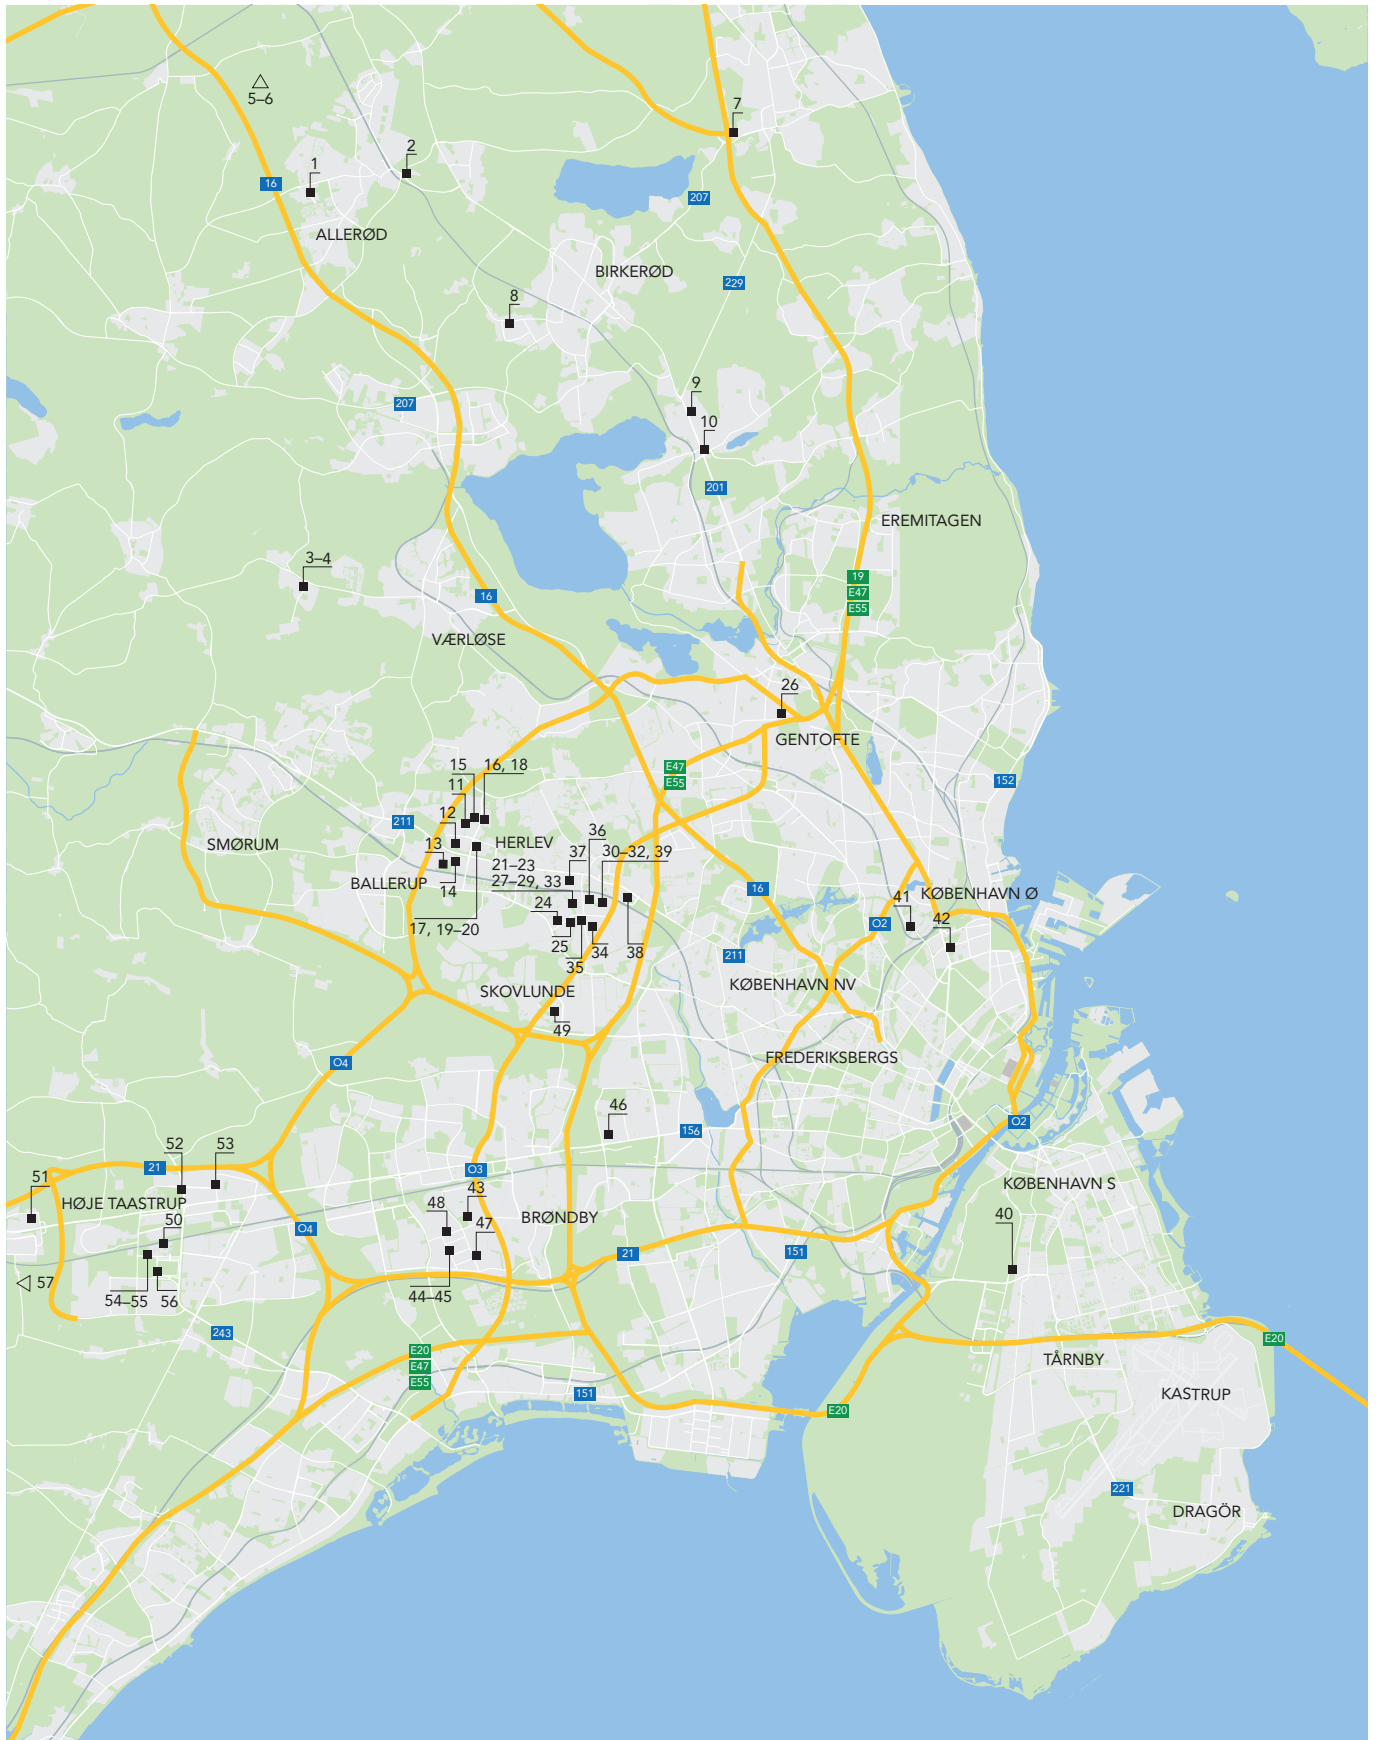 5–6
7
2
1
16
207
ALLERØD
BIRKERØD
229
8
9
207
10
201
EREMITAGEN
3–4
19
E47
E55
16
VÆRLØSE
26
GENTOFTE
15
16, 18
E47
E55
152
11
12
211
36
13
HERLEV
SMØRUM
37
30–32, 39
21–23
27–29, 33
BALLERUP
14
16
KØBENHAVN Ø
24
41
42
O2
17, 19–20
25
34
38
35
211
KØBENHAVN NV
SKOVLUNDE
49
FREDERIKSBERGS
O4
46
156
O2
52
53
21
51
O3
HØJE TAASTRUP
KØBENHAVN S
43
50
48
BRØNDBY
40
O4
47
21
151
57
54–55
56
44–45
243
E20
E20
E47
E55
TÅRNBY
151
KASTRUP
E20
221
DRAGÖR